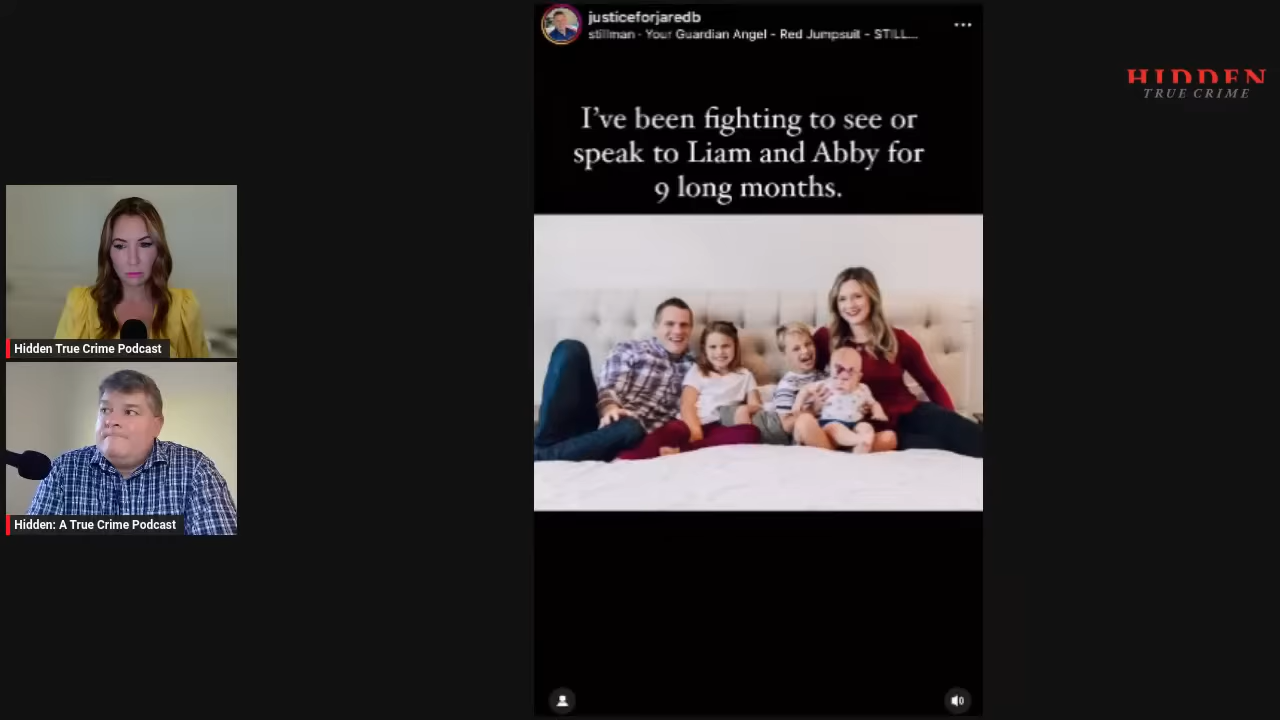 justiceforjaredb
stillman · Your Guardian Angel - Red Jumpsuit - STILL...
I've been fighting to see or
speak to Liam and Abby for
9 long months.
HIDDEN
TRUE CRIME
Hidden True Crime Podcast
Hidden: A True Crime Podcast